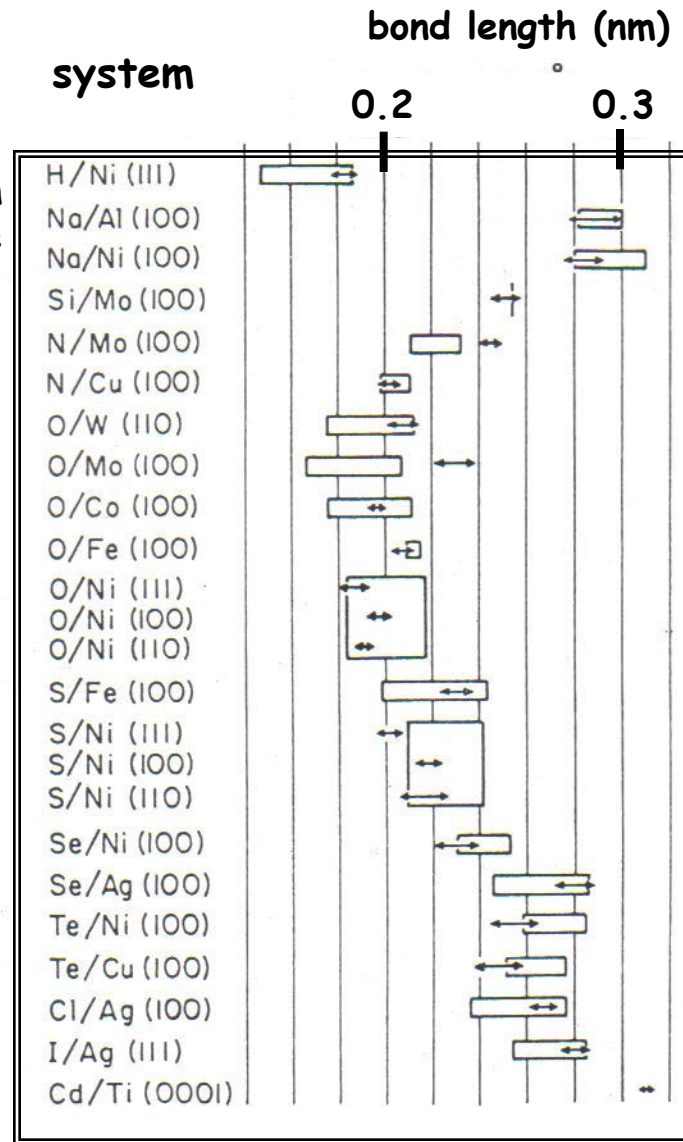 bond length (nm)
system
0.2 0.3
H/Ni (111)
Na/Al (100)
Na/Ni (100)
Si/Mo (100)
N/Mo (100)
N/Cu (100)
O/W (110)
O/Mo (100)
O/Co (100)
O/Fe (100)
O/Ni (111)
O/Ni (100)
O/Ni (110)
S/Fe (100)
S/Ni (111)
S/Ni (100)
S/Ni (110)
Se/Ni (100)
Se/Ag (100)
Te/Ni (100)
Te/Cu (100)
Cl/Ag (100)
I/Ag (111)
Cd/Ti (0001)